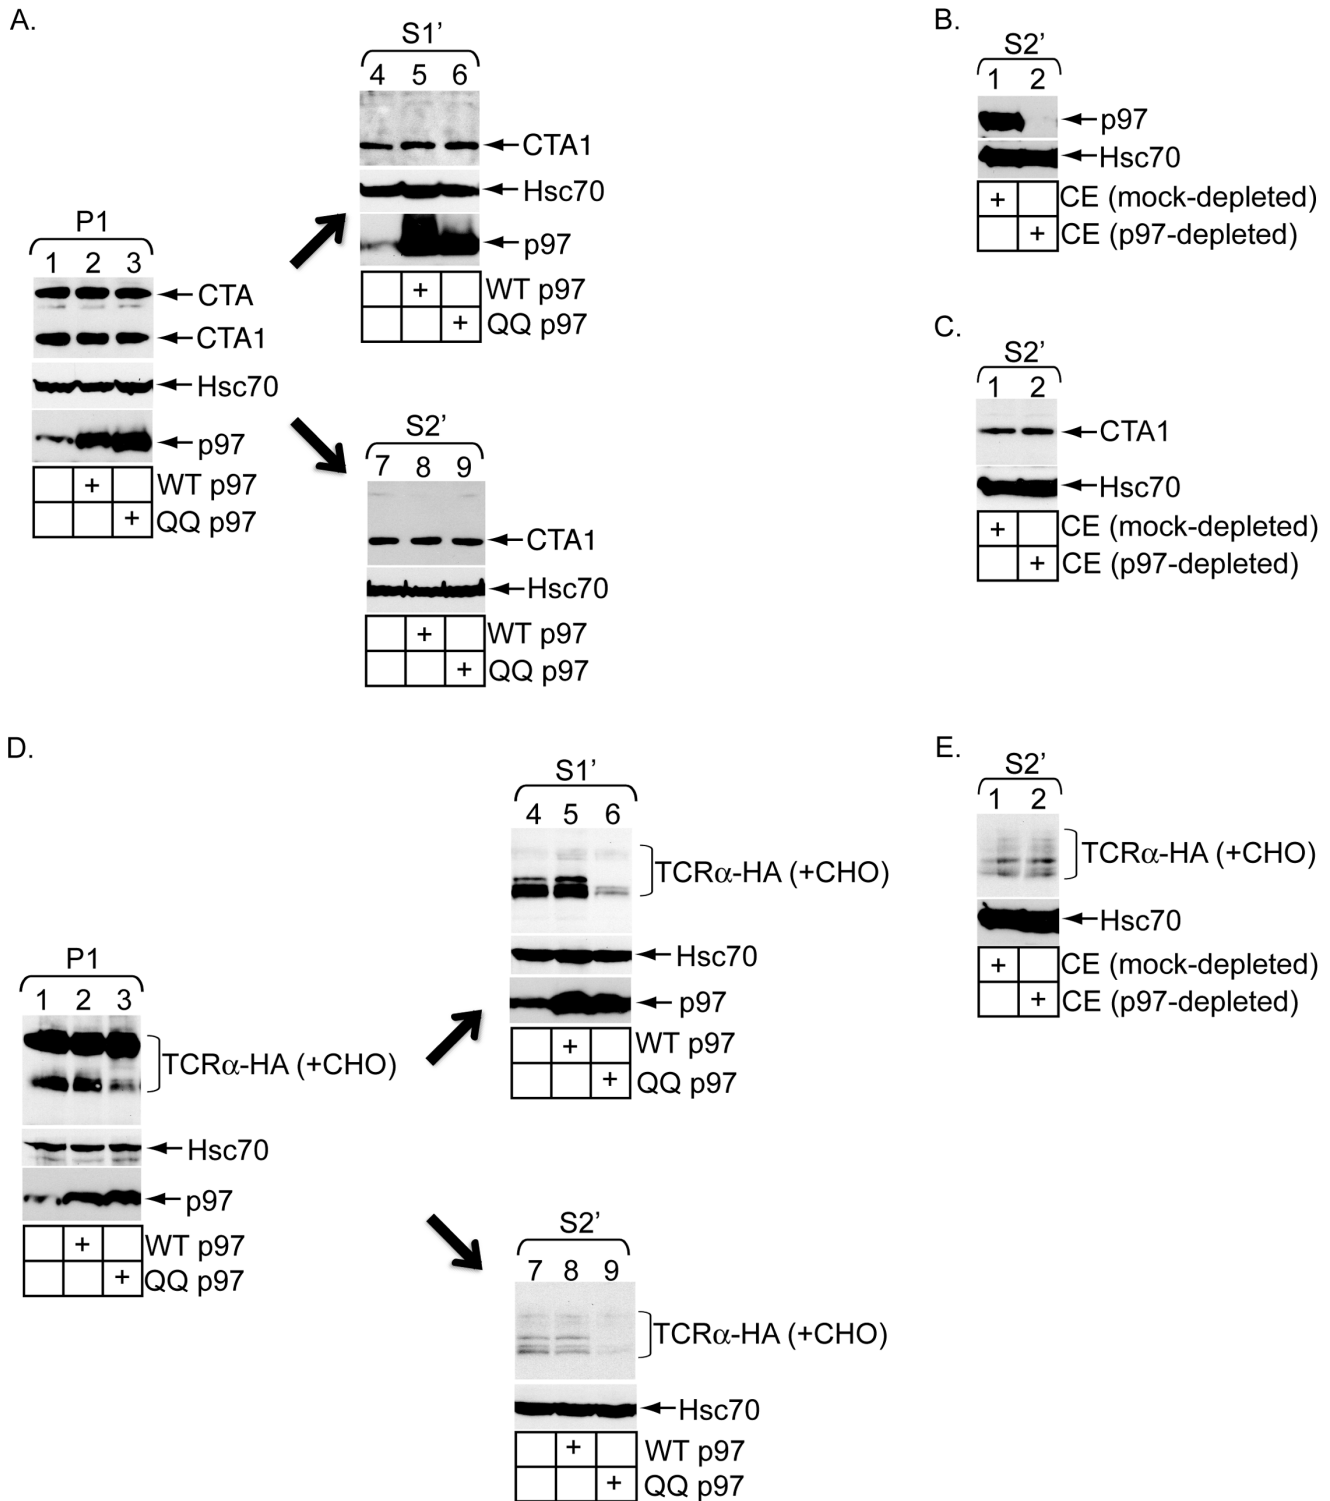 A.
S1’
4 5 6
CTA1
Hsc70
p97
+ WT p97
+ QQ p97
P1
1 2 3
CTA
CTA1
Hsc70
p97
+ WT p97
+ QQ p97
S2’
7 8 9
CTA1
Hsc70
+ WT p97
+ QQ p97
B.
S2’
1 2
p97
Hsc70
+ CE (mock-depleted)
+ CE (p97-depleted)
C.
S2’
1 2
CTA1
Hsc70
+ CE (mock-depleted)
+ CE (p97-depleted)
D.
S1’
4 5 6
TCRα-HA (+CHO)
Hsc70
p97
+ WT p97
+ QQ p97
P1
1 2 3
TCRα-HA (+CHO)
Hsc70
p97
+ WT p97
+ QQ p97
S2’
7 8 9
TCRα-HA (+CHO)
Hsc70
+ WT p97
+ QQ p97
E.
S2’
1 2
TCRα-HA (+CHO)
Hsc70
+ CE (mock-depleted)
+ CE (p97-depleted)